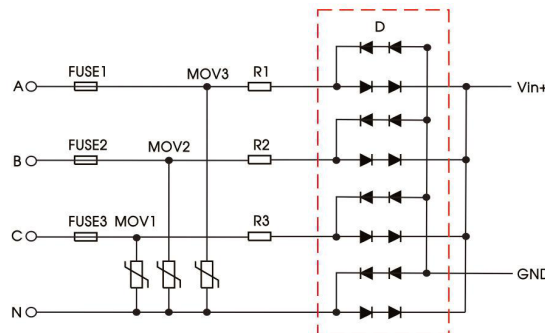 D
FUSE1 MOV3 R1
A Vin+
FUSE2 MOV2 R2
B
FUSE3 MOV1 R3
C
GND
N